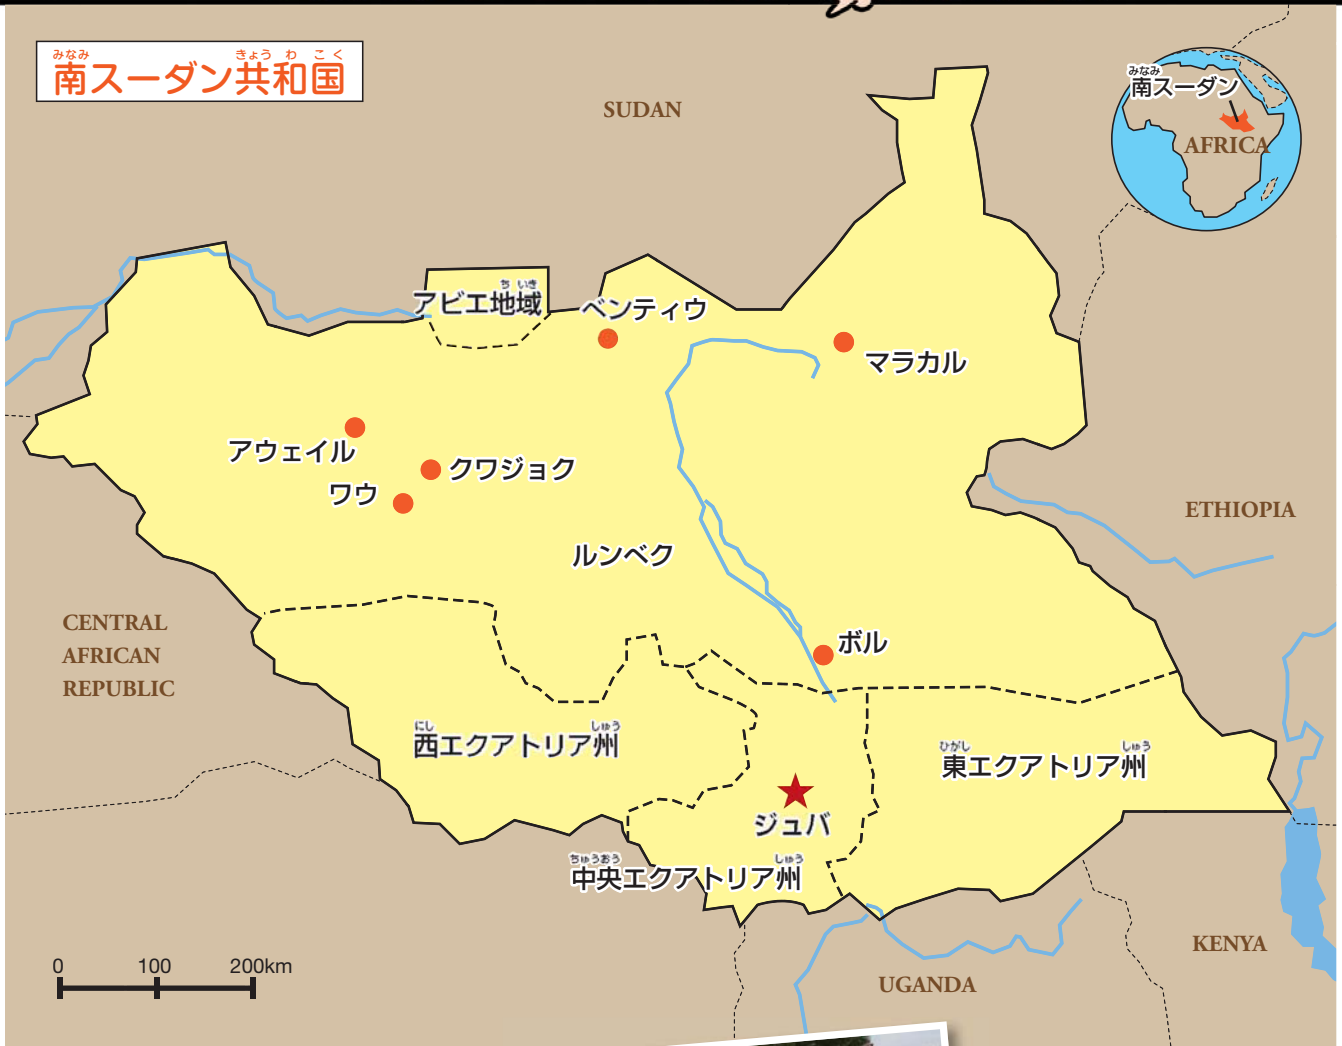 みなみ きょう わ こく
南スーダン共和国
SUDAN
みなみ
南スーダン
AFRICA
ち いき
アビエ地域
ベンティウ
マラカル
アウェイル
クワジョク
ワウ
ETHIOPIA
ルンベク
CENTRAL
AFRICAN
REPUBLIC
ボル
にし しゅう
西エクアトリア州
ひがし しゅう
東エクアトリア州
ジュバ
ちゅうおう しゅう
中央エクアトリア州
KENYA
0 100 200km
UGANDA